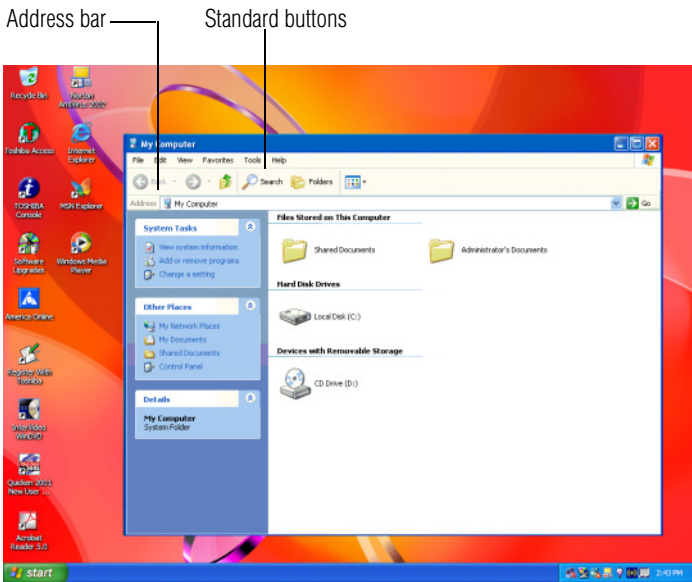 Address bar
Standard buttons
Recycle Bin
Norton
AntiVirus 2002
Toshiba Access
Internet
Explorer
TOSHIBA
Console
MSN Explorer
Software
Upgrades
Windows Media
Player
America Online
Register With
Toshiba
InterVideo
WinDVD
Quicken 2001
New User ...
Acrobat
Reader 5.0
My Computer
File Edit View Favorites Tools Help
Back Search Folders
Address My Computer Go
System Tasks
View system information
Add or remove programs
Change a setting
Other Places
My Network Places
My Documents
Shared Documents
Control Panel
Details
My Computer
System Folder
Files Stored on This Computer
Shared Documents Administrator's Documents
Hard Disk Drives
Local Disk (C:)
Devices with Removable Storage
CD Drive (D:)
start 2:43 PM